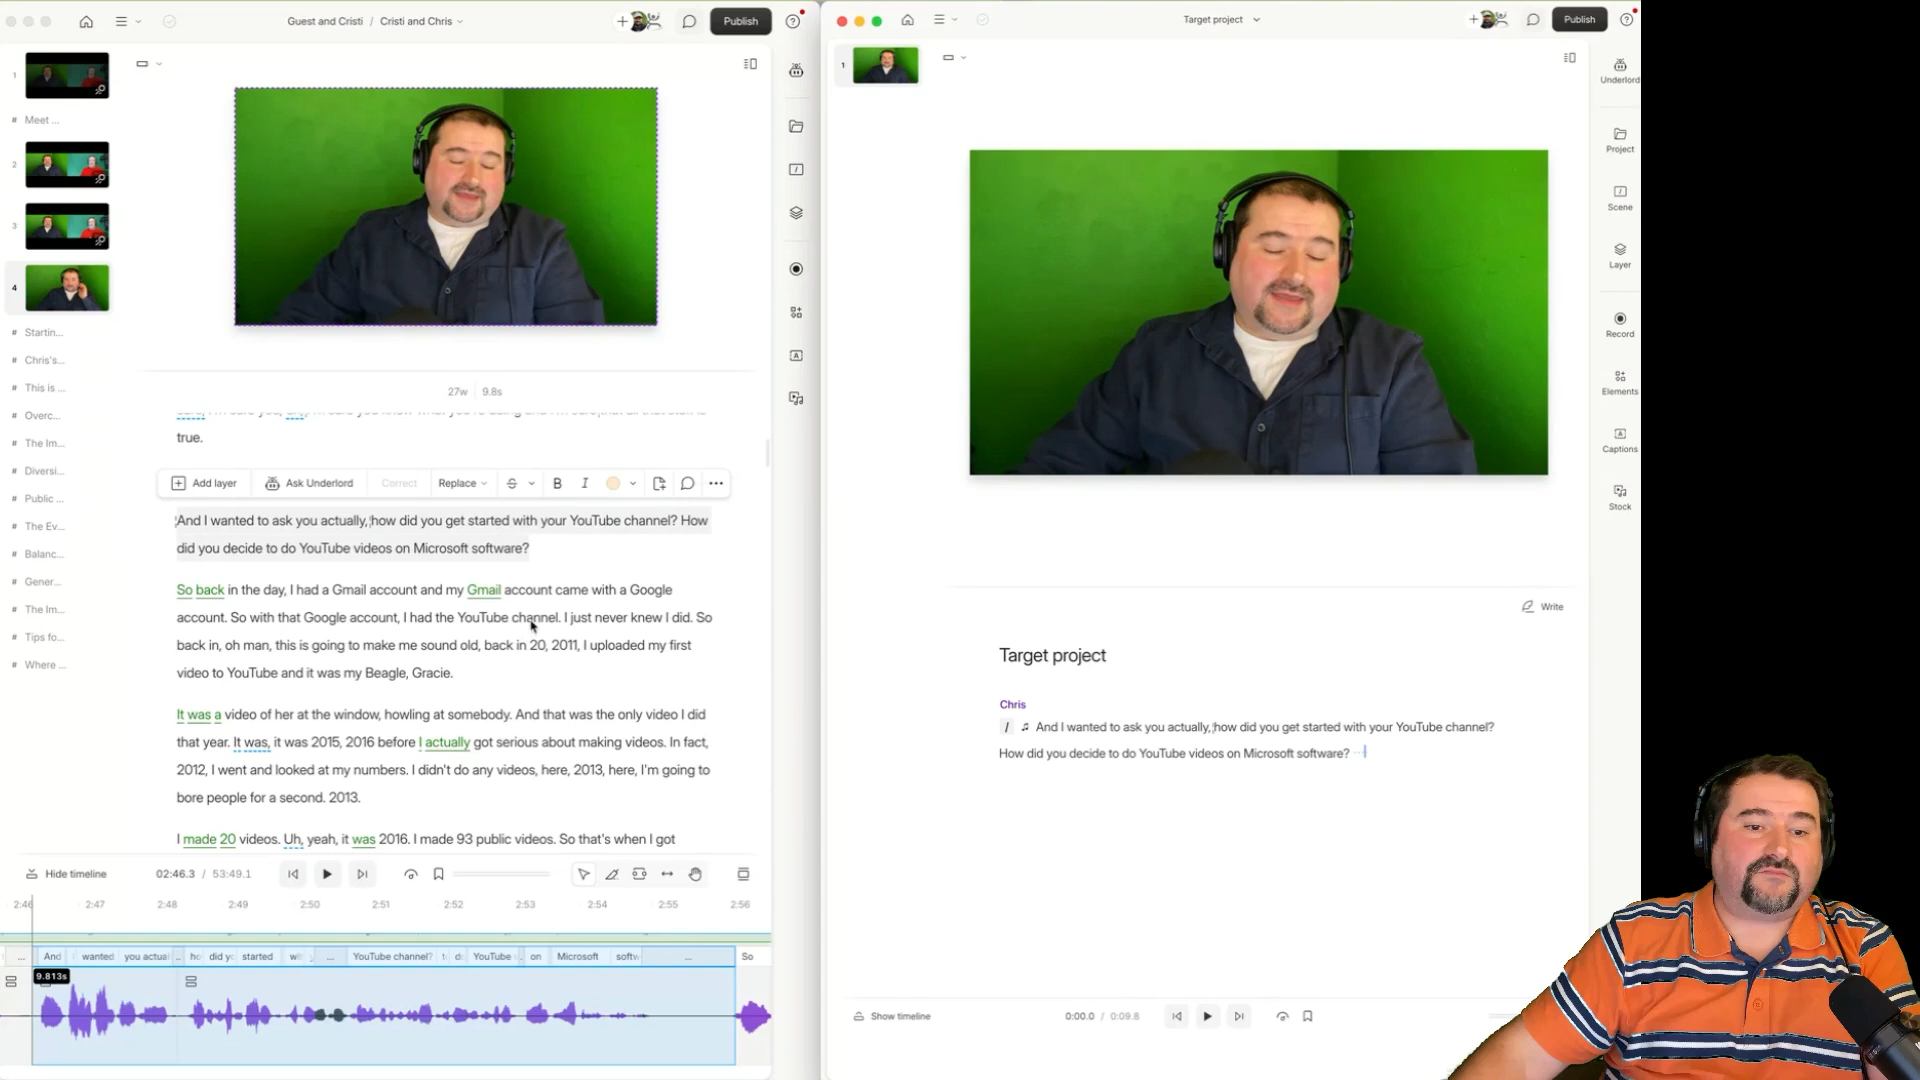 Guest and Cristi / Cristi and Chris
Publish
1
# Meet ...
2
3
4
# Startin...
# Chris's...
# This is ...
# Overc...
# The Im...
# Diversi...
# Public ...
# The Ev...
# Balanc...
# Gener...
# The Im...
# Tips fo...
# Where ...
27w | 9.8s
true.
Add layer
Ask Underlord
Correct
Replace
S
B
I
And I wanted to ask you actually, how did you get started with your YouTube channel? How
did you decide to do YouTube videos on Microsoft software?
So back in the day, I had a Gmail account and my Gmail account came with a Google
account. So with that Google account, I had the YouTube channel. I just never knew I did. So
back in, oh man, this is going to make me sound old, back in 20, 2011, I uploaded my first
video to YouTube and it was my Beagle, Gracie.
It was a video of her at the window, howling at somebody. And that was the only video I did
that year. It was, it was 2015, 2016 before I actually got serious about making videos. In fact,
2012, I went and looked at my numbers. I didn't do any videos, here, 2013, here, I'm going to
bore people for a second. 2013.
I made 20 videos. Uh, yeah, it was 2016. I made 93 public videos. So that's when I got
Hide timeline
02:46.3 / 53:49.1
2:46 2:47 2:48 2:49 2:50 2:51 2:52 2:53 2:54 2:55 2:56
... And wanted you actual .. started ... YouTube channel? YouTube on Microsoft ... So
9.813s
Target project
Publish
1
Underlord
Project
Scene
Layer
Record
Elements
Captions
Stock
Write
Target project
Chris
/ And I wanted to ask you actually, how did you get started with your YouTube channel?
How did you decide to do YouTube videos on Microsoft software?
Show timeline
0:00.0 / 0:09.8